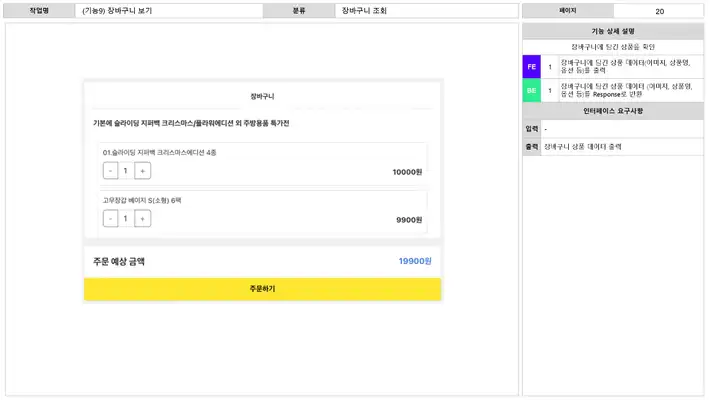 작업명 (기능9) 장바구니 보기 분류 장바구니 조회 페이지 20
장바구니
기본에 슬라이딩 지퍼백 크리스마스/플라워에디션 외 주방용품 특가전
01.슬라이딩 지퍼백 크리스마스에디션 4종
- 1 + 10000원
고무장갑 베이지 S(소형) 6팩
- 1 + 9900원
주문 예상 금액 19900원
주문하기
기능 상세 설명
장바구니에 담긴 상품을 확인
FE 1 장바구니에 담긴 상품 데이터(이미지, 상품명,
옵션 등)를 출력
BE 1 장바구니에 담긴 상품 데이터 (이미지, 상품명,
옵션 등)를 Response로 반환
인터페이스 요구사항
입력 -
출력 장바구니 상품 데이터 출력